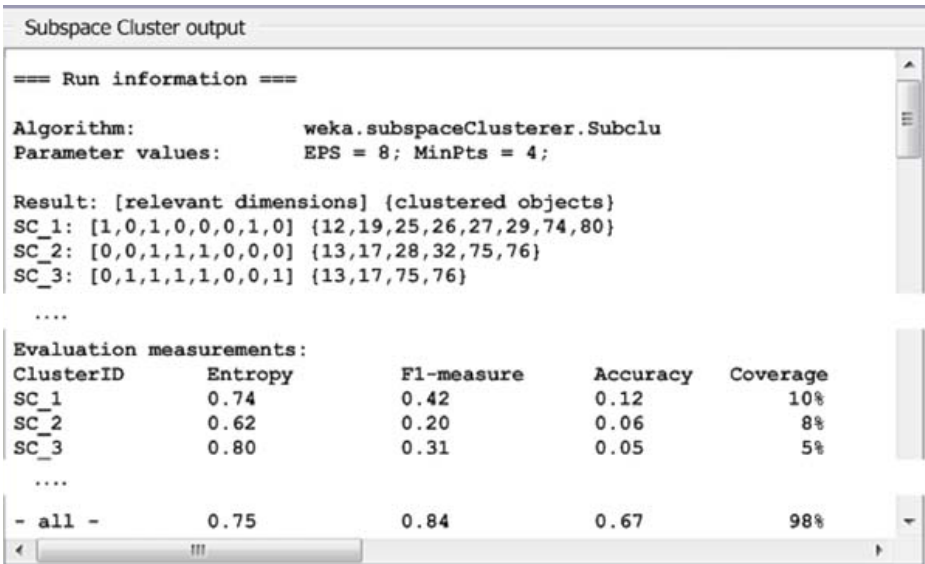 Subspace Cluster output
=== Run information ===
Algorithm: weka.subspaceClusterer.Subclu
Parameter values: EPS = 8; MinPts = 4;
Result: [relevant dimensions] {clustered objects}
SC_1: [1,0,1,0,0,0,1,0] {12,19,25,26,27,29,74,80}
SC_2: [0,0,1,1,1,0,0,0] {13,17,28,32,75,76}
SC_3: [0,1,1,1,1,0,0,1] {13,17,75,76}
....
Evaluation measurements:
ClusterID Entropy F1-measure Accuracy Coverage
SC_1 0.74 0.42 0.12 10%
SC_2 0.62 0.20 0.06 8%
SC_3 0.80 0.31 0.05 5%
....
- all - 0.75 0.84 0.67 98%